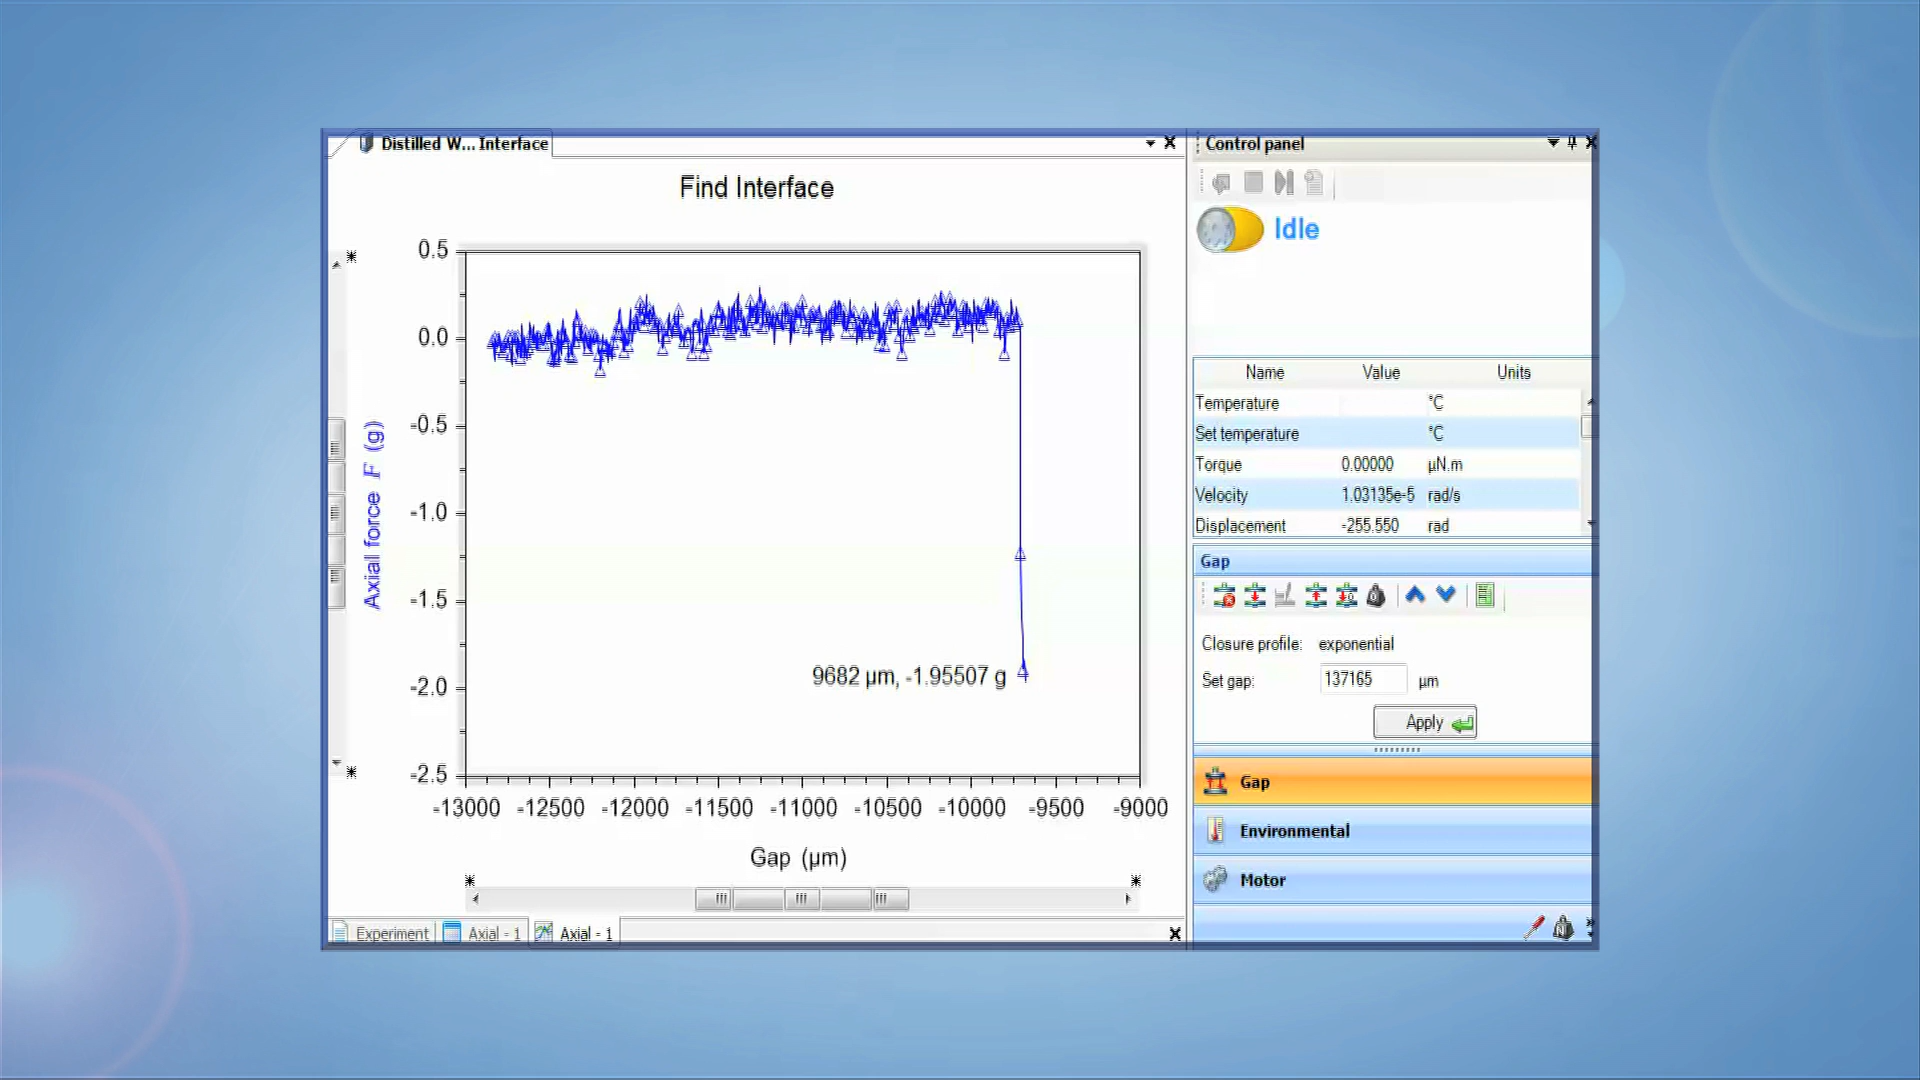 Distilled W... Interface
Find Interface
0.5
0.0
-0.5
-1.0
-1.5
-2.0
-2.5
Axial force F (g)
9682 µm, -1.95507 g
-13000 -12500 -12000 -11500 -11000 -10500 -10000 -9500 -9000
Gap (µm)
Experiment Axial - 1 Axial - 1
Control panel
Idle
Name Value Units
Temperature °C
Set temperature °C
Torque 0.00000 µN.m
Velocity 1.03135e-5 rad/s
Displacement -255.550 rad
Gap
Closure profile: exponential
Set gap: 137165 µm
Apply
Gap
Environmental
Motor